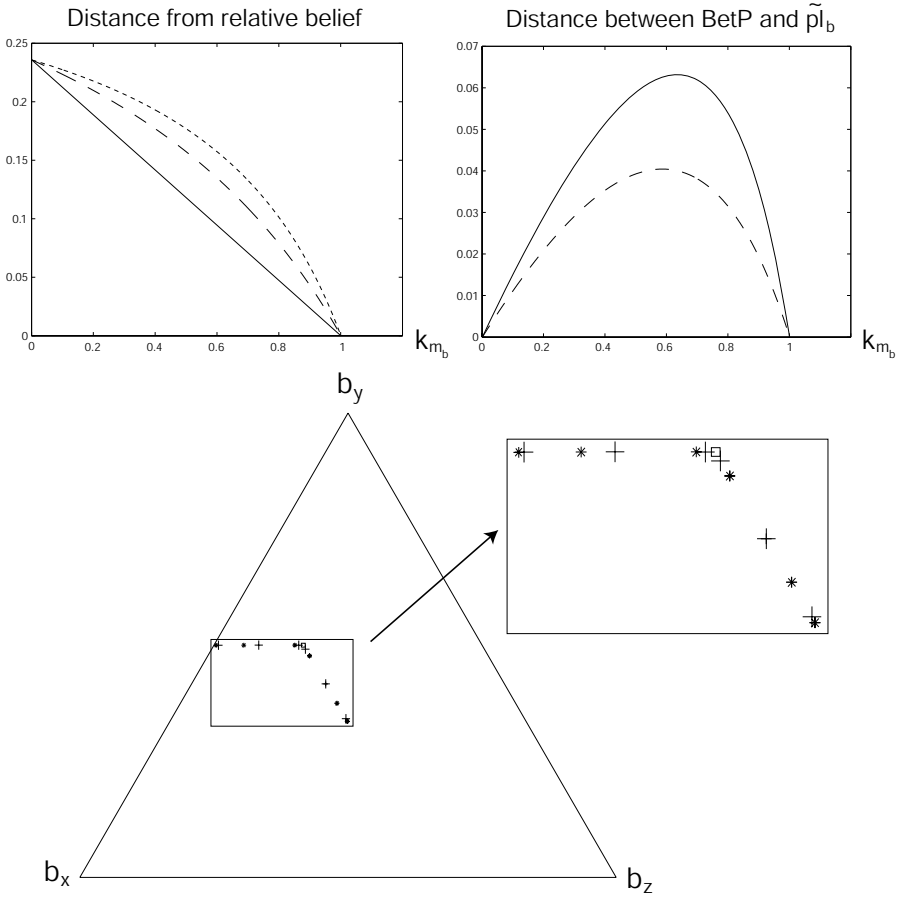 Distance from relative belief
0.25
0.2
0.15
0.1
0.05
0
0 0.2 0.4 0.6 0.8 1
k_{m_b}
Distance between BetP and \tilde{pl}_b
0.07
0.06
0.05
0.04
0.03
0.02
0.01
0
0 0.2 0.4 0.6 0.8 1
k_{m_b}
b_y
b_x
b_z